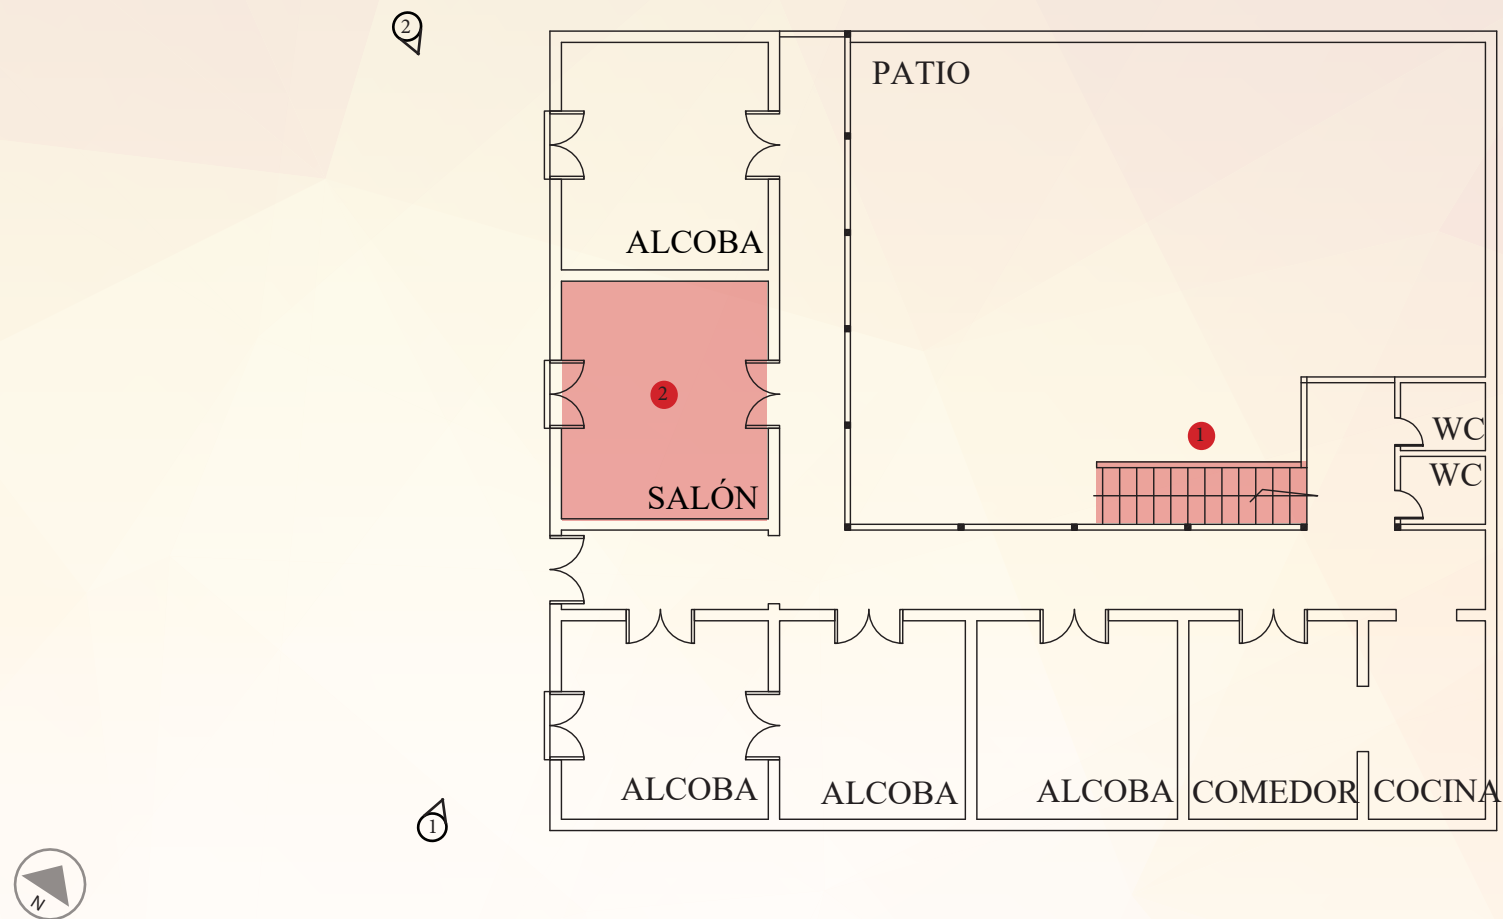 2
PATIO
ALCOBA
2
1
WC
WC
SALÓN
ALCOBA
ALCOBA
ALCOBA
COMEDOR
COCINA
1
N